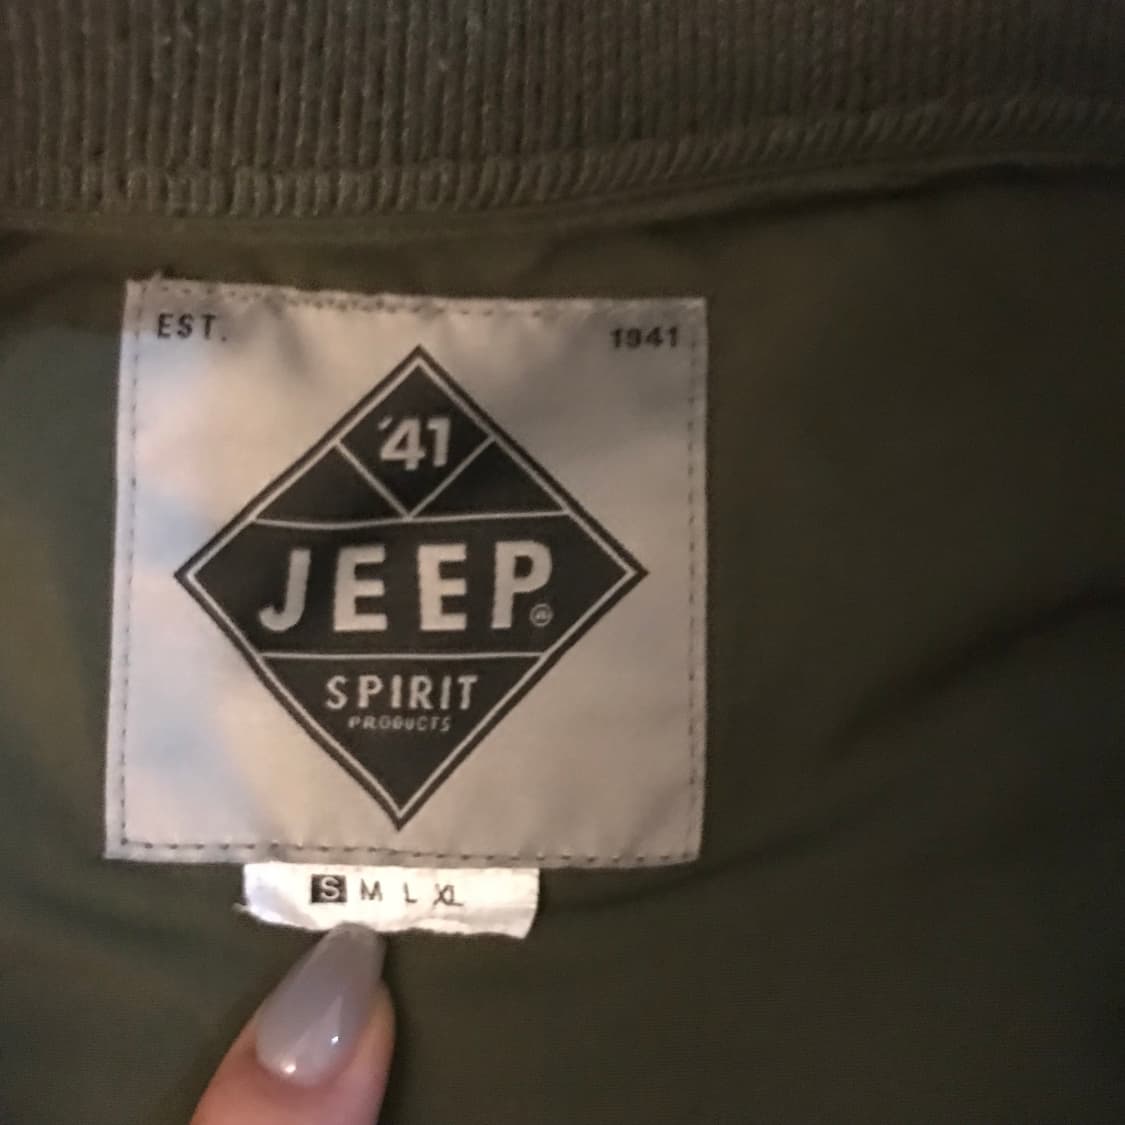 EST. 1941
'41
JEEP®
SPIRIT
PRODUCTS
S M L XL